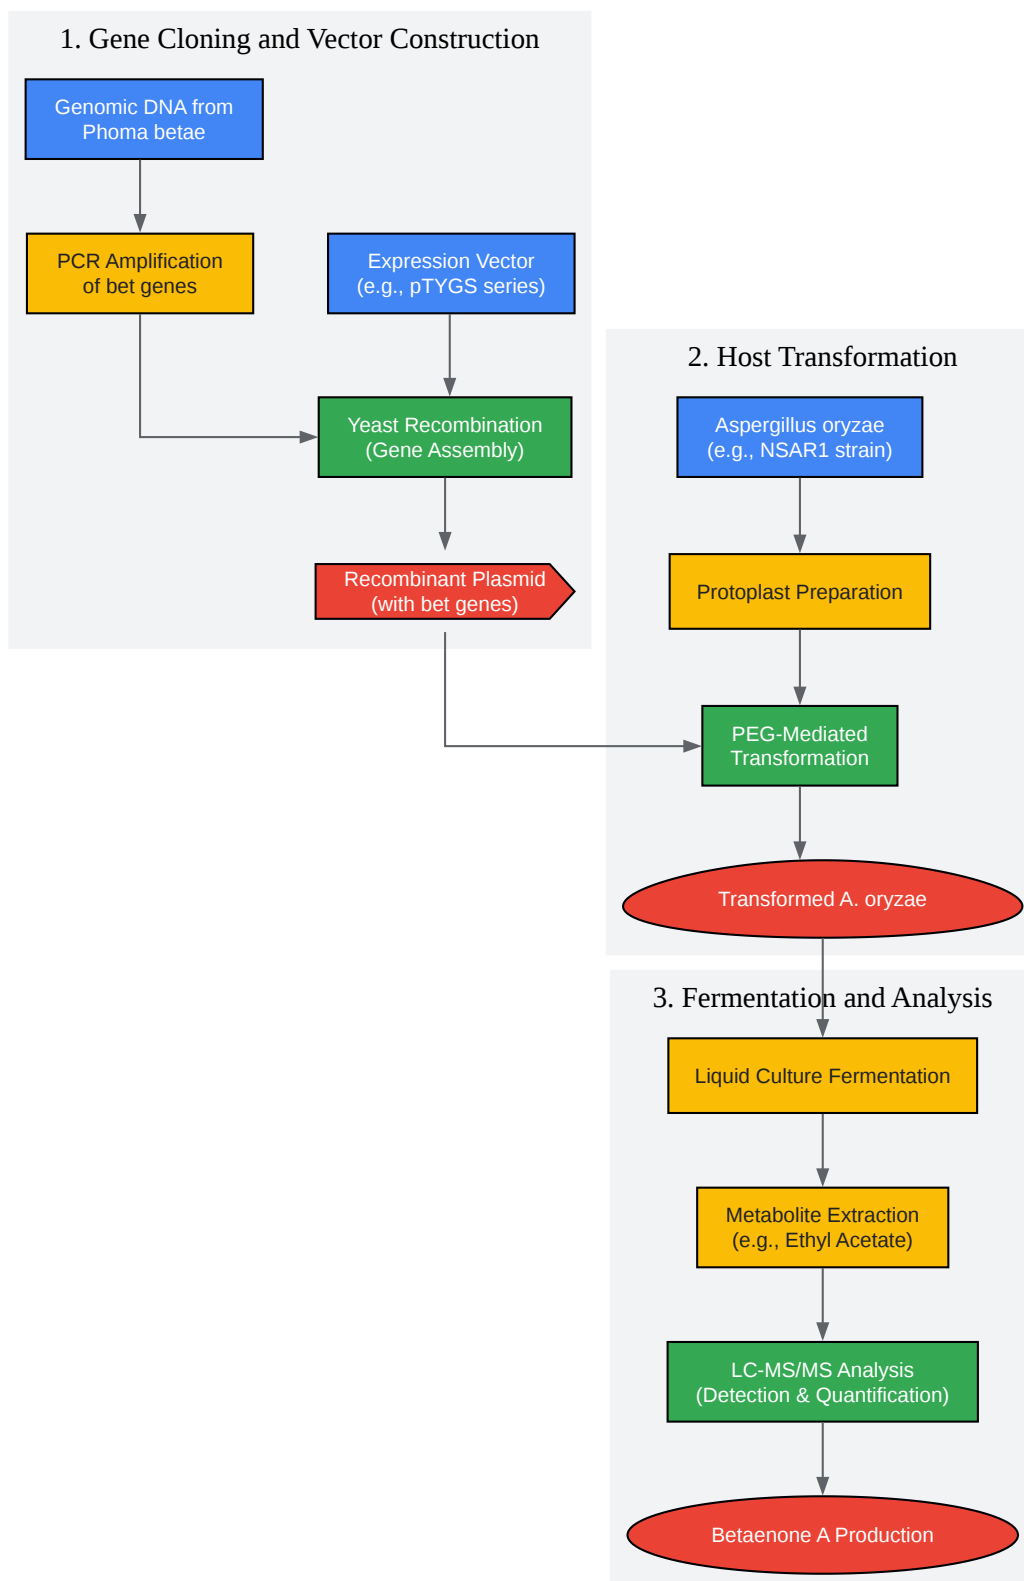 1. Gene Cloning and Vector Construction
Genomic DNA from
Phoma betae
PCR Amplification
of bet genes
Expression Vector
(e.g., pTYGS series)
Yeast Recombination
(Gene Assembly)
Recombinant Plasmid
(with bet genes)
2. Host Transformation
Aspergillus oryzae
(e.g., NSAR1 strain)
Protoplast Preparation
PEG-Mediated
Transformation
Transformed A. oryzae
3. Fermentation and Analysis
Liquid Culture Fermentation
Metabolite Extraction
(e.g., Ethyl Acetate)
LC-MS/MS Analysis
(Detection & Quantification)
Betaenone A Production